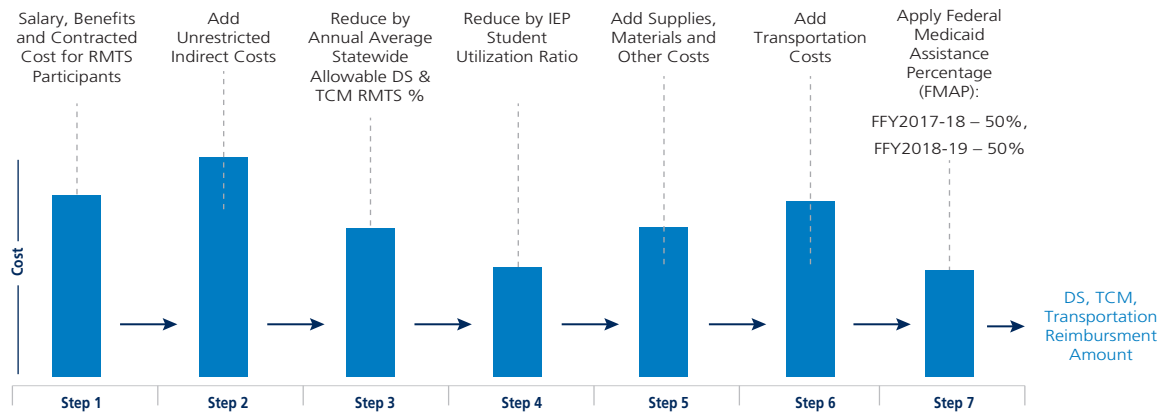 Salary, Benefits
and Contracted
Cost for RMTS
Participants
Add
Unrestricted
Indirect Costs
Reduce by
Annual Average
Statewide
Allowable DS &
TCM RMTS %
Reduce by IEP
Student
Utilization Ratio
Add Supplies,
Materials and
Other Costs
Add
Transportation
Costs
Apply Federal
Medicaid
Assistance
Percentage
(FMAP):
FFY2017-18 – 50%,
FFY2018-19 – 50%
Cost
DS, TCM,
Transportation
Reimbursment
Amount
Step 1
Step 2
Step 3
Step 4
Step 5
Step 6
Step 7